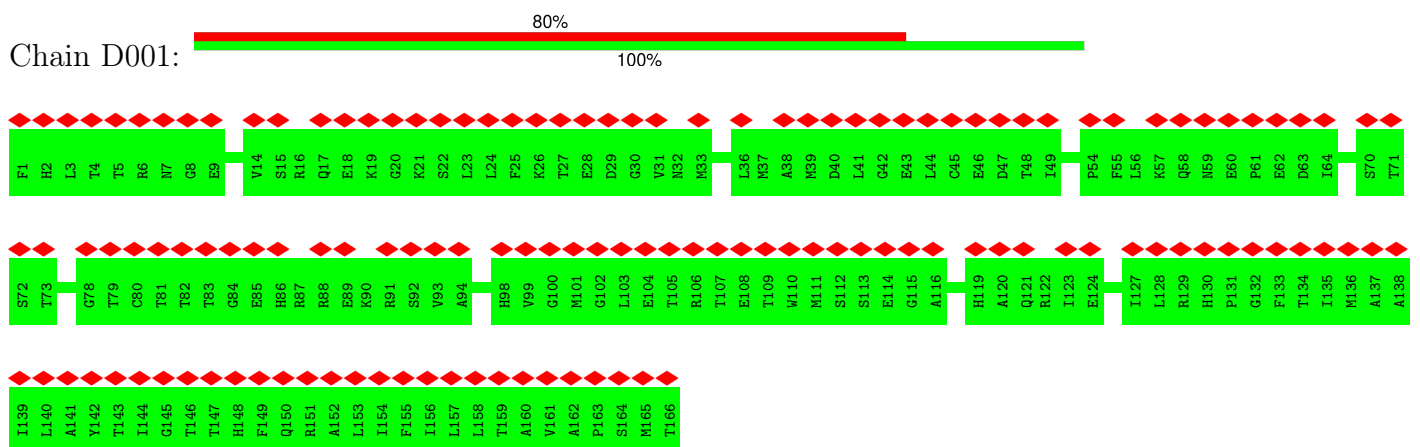 80%
Chain D001:
100%
F1 H2 L3 T4 T5 R6 N7 G8 E9 V14 S15 R16 Q17 E18 K19 G20 K21 S22 L23 L24 F25 K26 T27 E28 D29 G30 V31 N32 M33 L36 M37 A38 M39 D40 L41 G42 E43 L44 C45 E46 D47 T48 I49 P54 F55 L56 K57 Q58 N59 E60 P61 E62 D63 I64 S70 T71
S72 T73 G78 T79 C80 T81 T82 T83 G84 E85 H86 R87 R88 E89 K90 R91 S92 V93 A94 H98 V99 G100 M101 G102 L103 E104 T105 R106 T107 E108 T109 W110 M111 S112 S113 E114 G115 A116 H119 A120 Q121 R122 I123 E124 I127 L128 R129 H130 P131 G132 F133 T134 I135 M136 A137 A138
I139 L140 A141 Y142 T143 I144 G145 T146 T147 H148 F149 Q150 R151 A152 L153 I154 F155 I156 L157 L158 T159 A160 V161 A162 P163 S164 M165 T166